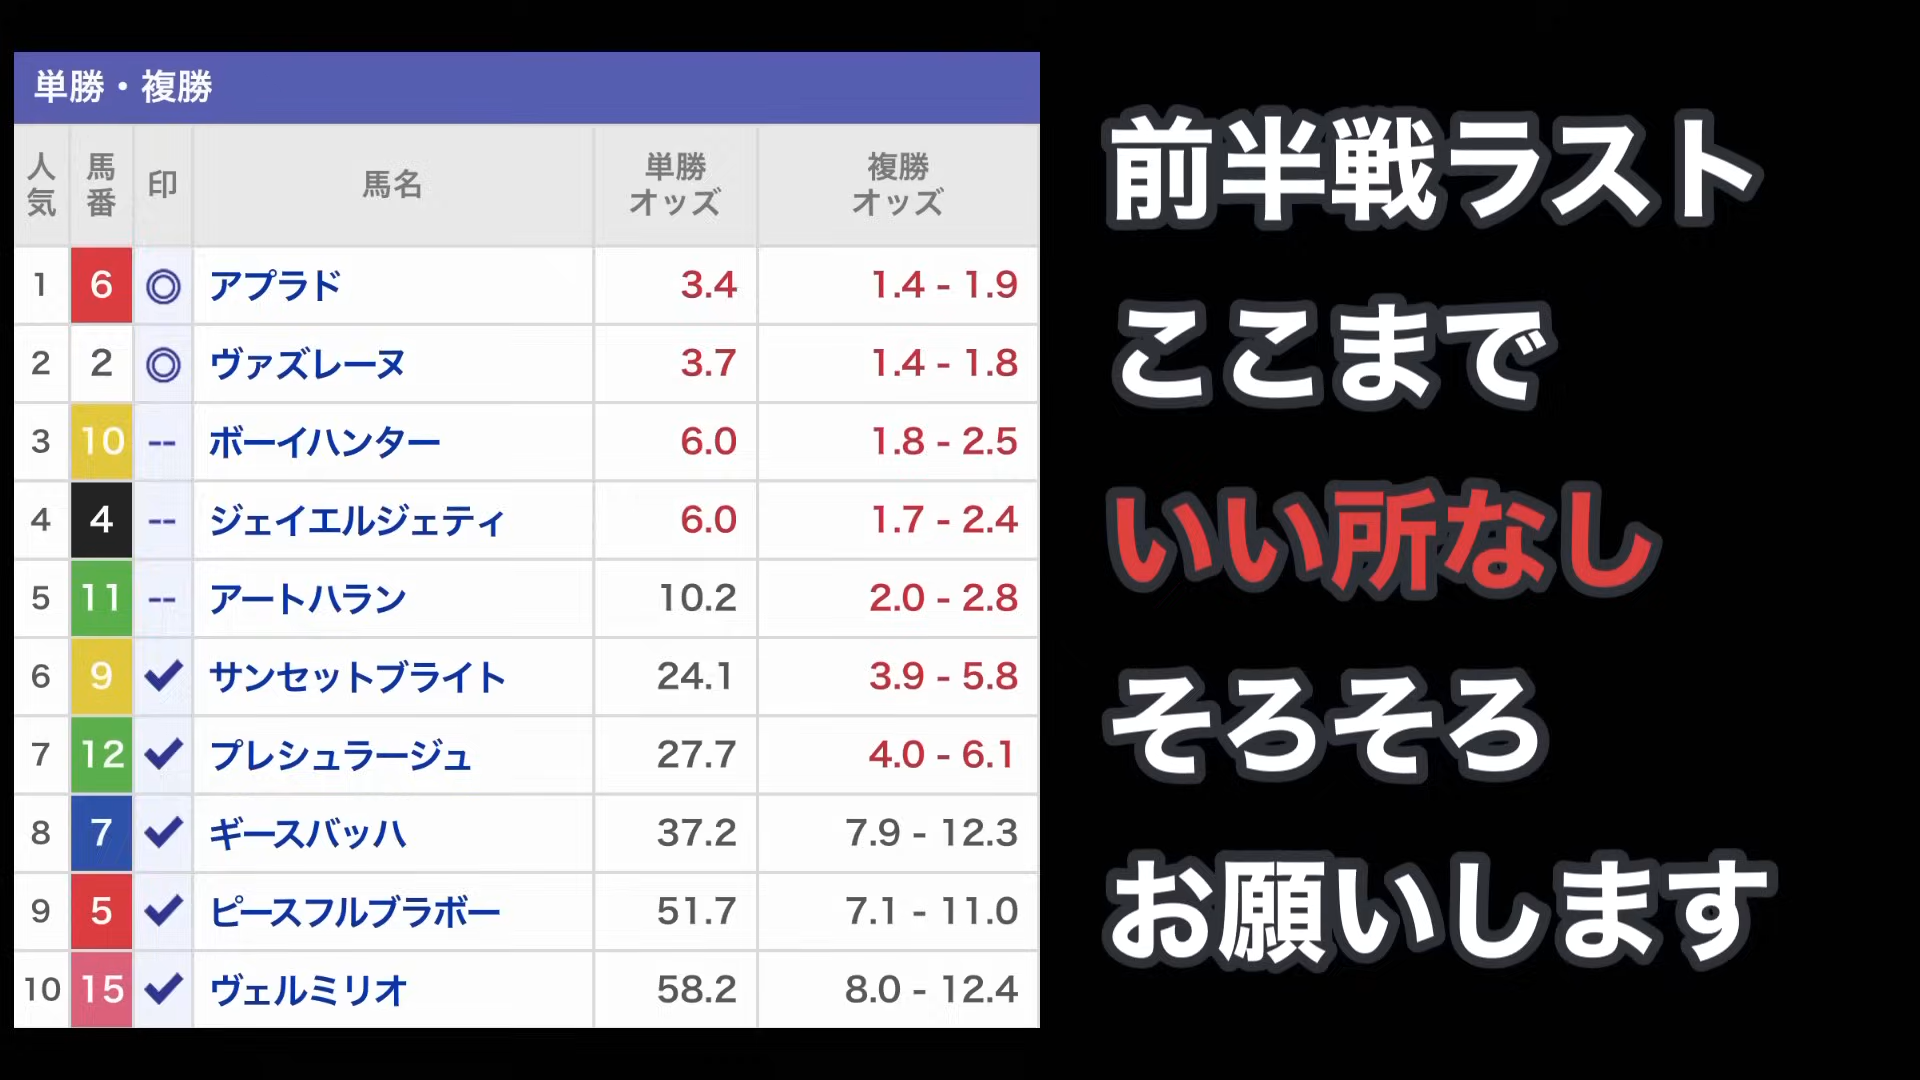 単勝・複勝
人気 馬番 印 馬名 単勝オッズ 複勝オッズ
1 6 ◎ アプラド 3.4 1.4 - 1.9
2 2 ◎ ヴァズレーヌ 3.7 1.4 - 1.8
3 10 -- ボーイハンター 6.0 1.8 - 2.5
4 4 -- ジェイエルジェティ 6.0 1.7 - 2.4
5 11 -- アートハラン 10.2 2.0 - 2.8
6 9 ✓ サンセットブライト 24.1 3.9 - 5.8
7 12 ✓ プレシュラージュ 27.7 4.0 - 6.1
8 7 ✓ ギースバッハ 37.2 7.9 - 12.3
9 5 ✓ ピースフルブラボー 51.7 7.1 - 11.0
10 15 ✓ ヴェルミリオ 58.2 8.0 - 12.4
前半戦ラスト
ここまで
いい所なし
そろそろ
お願いします